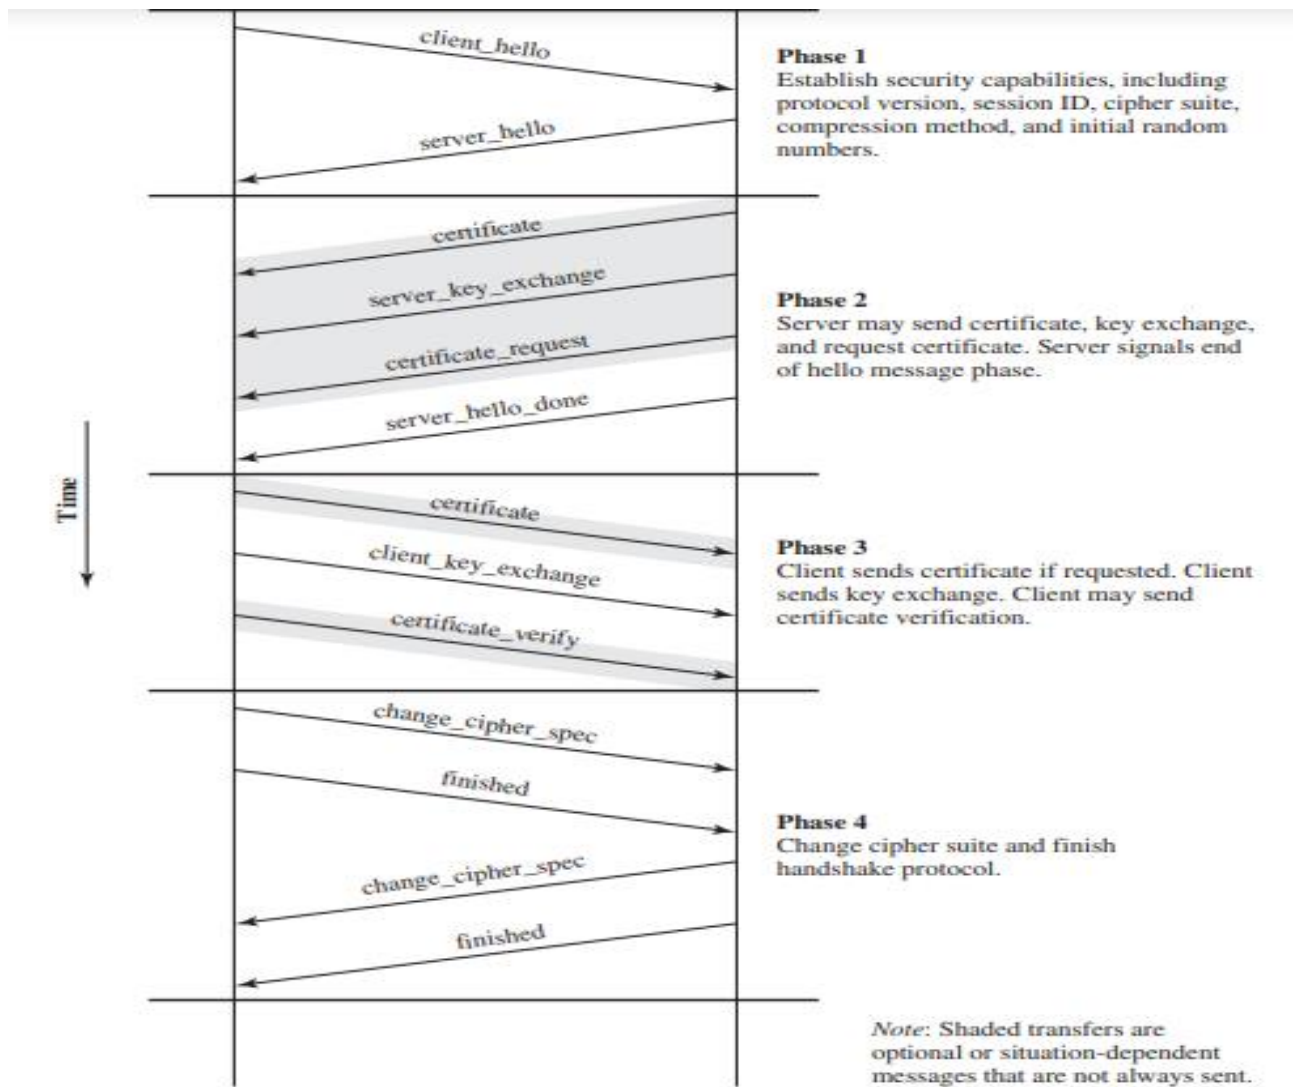 client_hello
Phase 1
Establish security capabilities, including
protocol version, session ID, cipher suite,
compression method, and initial random
numbers.
server_hello
certificate
server_key_exchange
certificate_request
server_hello_done
Phase 2
Server may send certificate, key exchange,
and request certificate. Server signals end
of hello message phase.
Time
certificate
client_key_exchange
certificate_verify
Phase 3
Client sends certificate if requested. Client
sends key exchange. Client may send
certificate verification.
change_cipher_spec
finished
change_cipher_spec
finished
Phase 4
Change cipher suite and finish
handshake protocol.
Note: Shaded transfers are
optional or situation-dependent
messages that are not always sent.